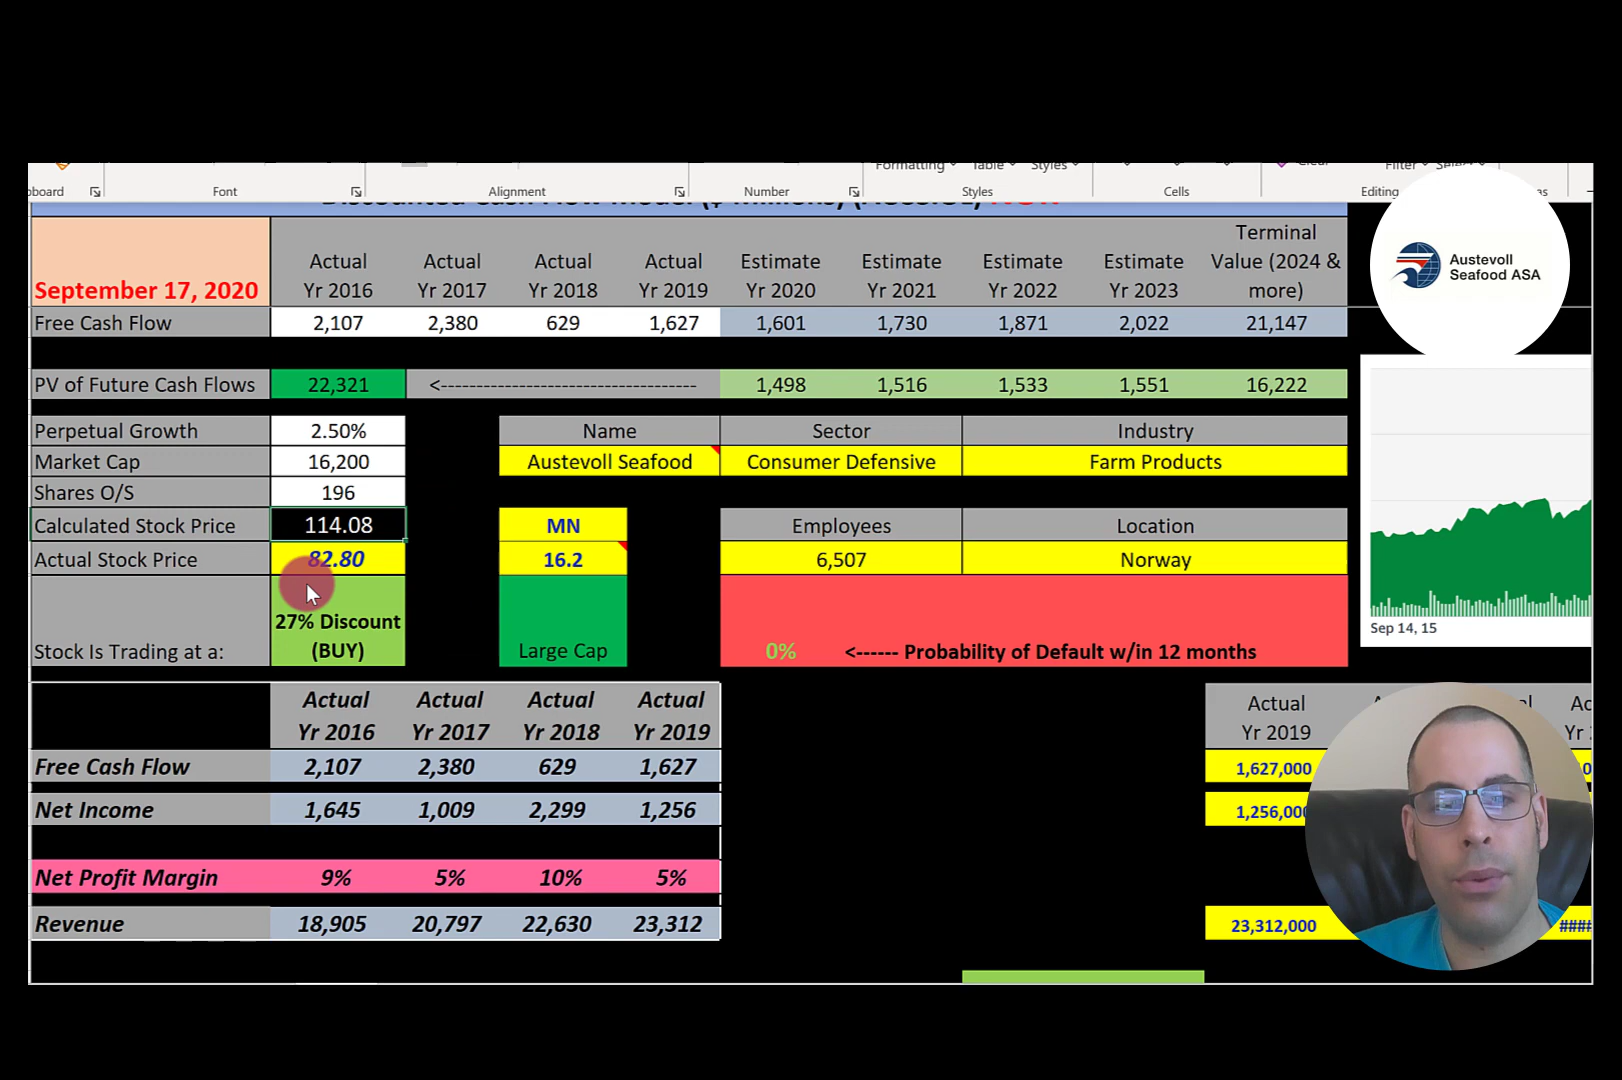 Formatting Table Styles Clear Filter
Font Alignment Number Styles Cells Editing
Discounted Cash Flow Model ($ Millions)
September 17, 2020
Actual Yr 2016 Actual Yr 2017 Actual Yr 2018 Actual Yr 2019 Estimate Yr 2020 Estimate Yr 2021 Estimate Yr 2022 Estimate Yr 2023 Terminal Value (2024 & more)
Free Cash Flow 2,107 2,380 629 1,627 1,601 1,730 1,871 2,022 21,147
PV of Future Cash Flows 22,321 <------------------------------------ 1,498 1,516 1,533 1,551 16,222
Perpetual Growth 2.50% Name Sector Industry
Market Cap 16,200 Austevoll Seafood Consumer Defensive Farm Products
Shares O/S 196
Calculated Stock Price 114.08 MN Employees Location
Actual Stock Price 82.80 16.2 6,507 Norway
Stock Is Trading at a: 27% Discount (BUY) Large Cap 0% <------ Probability of Default w/in 12 months
Actual Yr 2016 Actual Yr 2017 Actual Yr 2018 Actual Yr 2019
Free Cash Flow 2,107 2,380 629 1,627
Net Income 1,645 1,009 2,299 1,256
Net Profit Margin 9% 5% 10% 5%
Revenue 18,905 20,797 22,630 23,312
Austevoll
Seafood ASA
Sep 14, 15
Actual
Yr 2019
1,627,000
23,312,000 ####